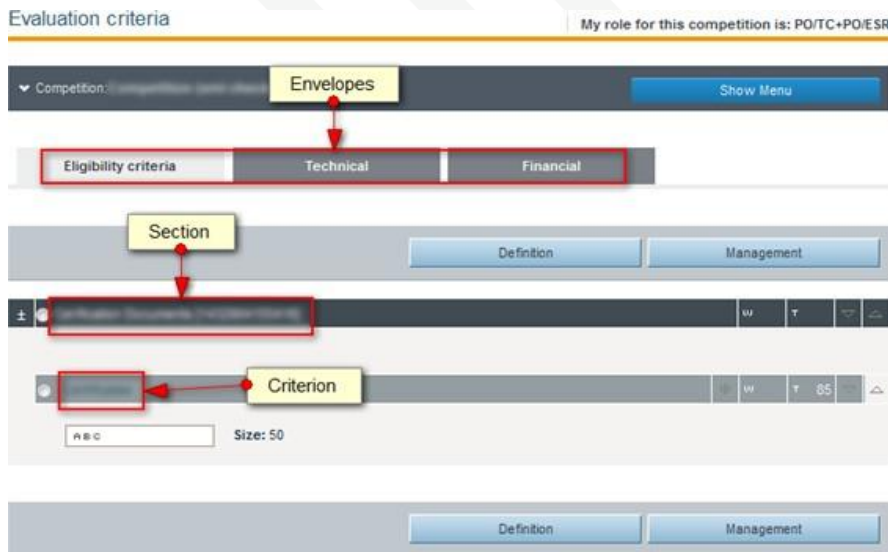 Evaluation criteria
My role for this competition is: PO/TC+PO/ESR
Competition:
Envelopes
Show Menu
Eligibility criteria Technical Financial
Section
Definition Management
± W T
Criterion
W T 85
A B C Size: 50
Definition Management